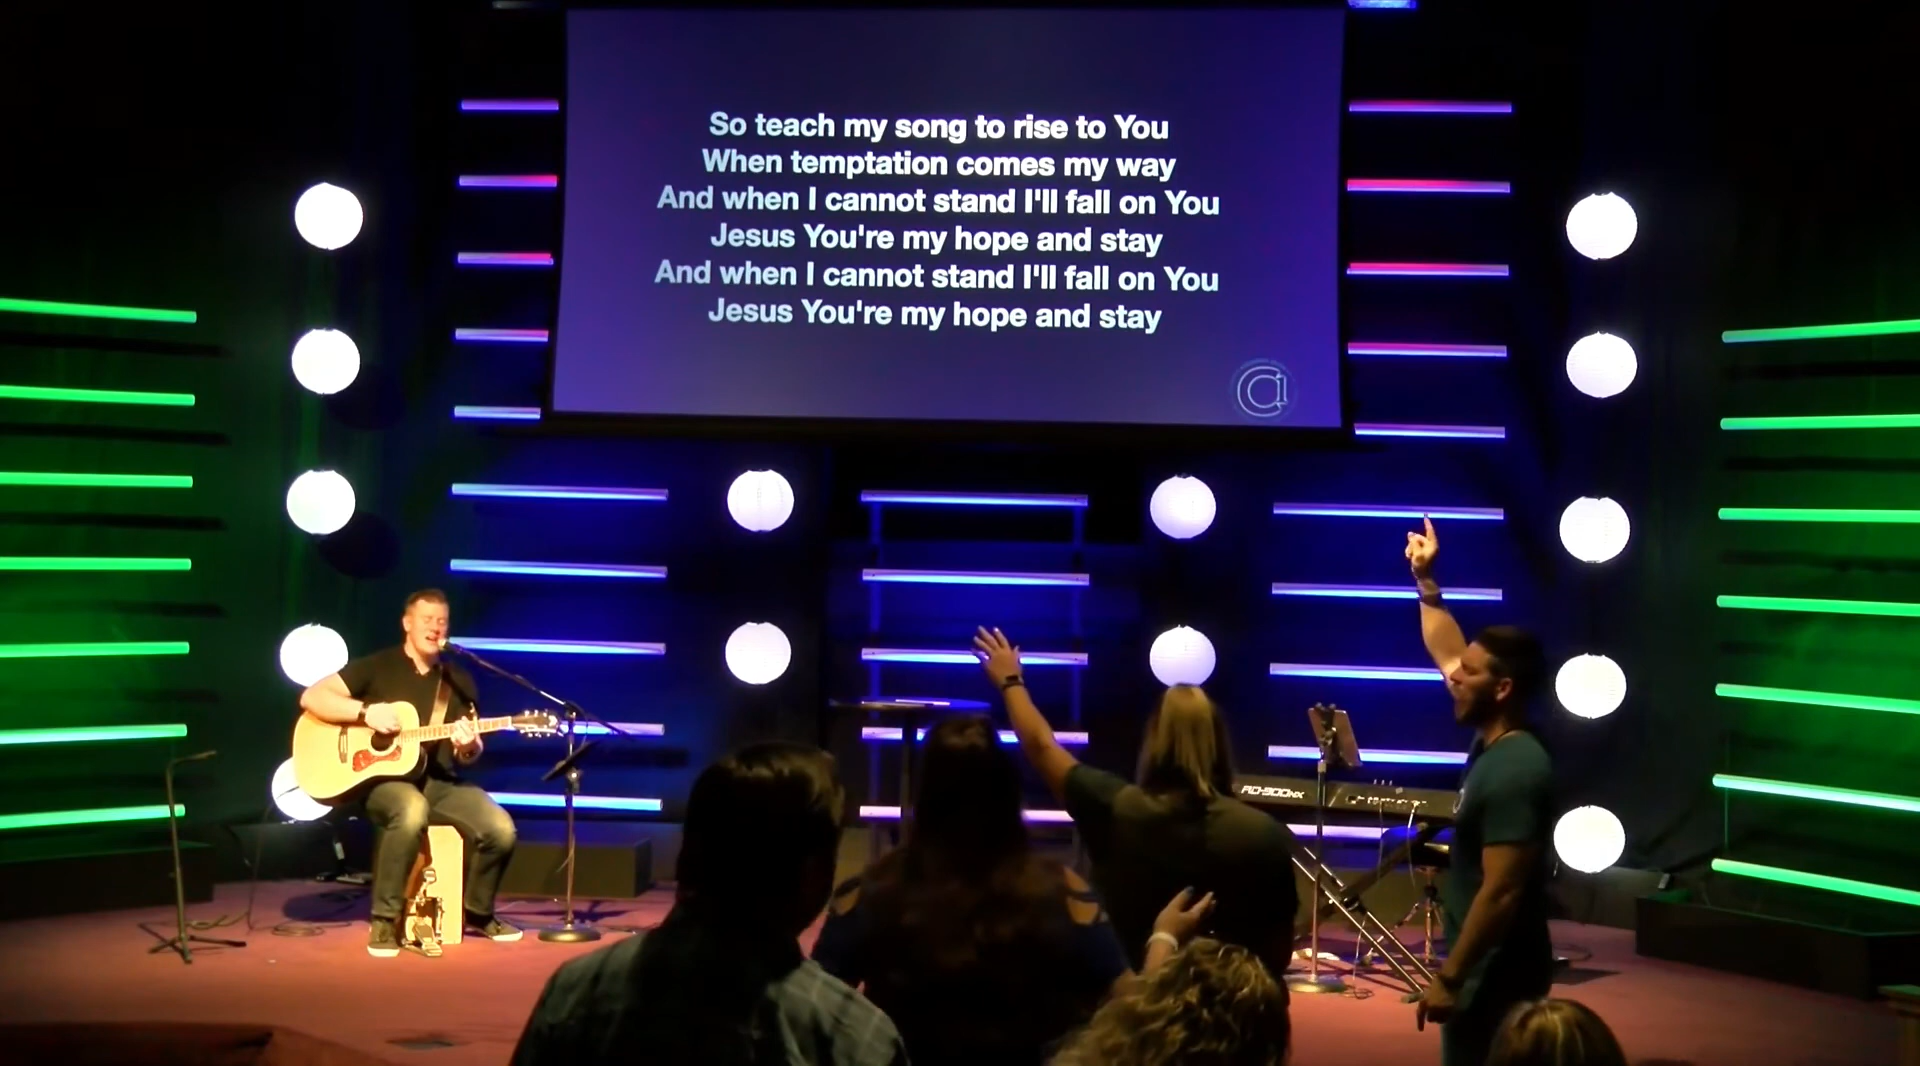 So teach my song to rise to You
When temptation comes my way
And when I cannot stand I'll fall on You
Jesus You're my hope and stay
And when I cannot stand I'll fall on You
Jesus You're my hope and stay
RD-300NX